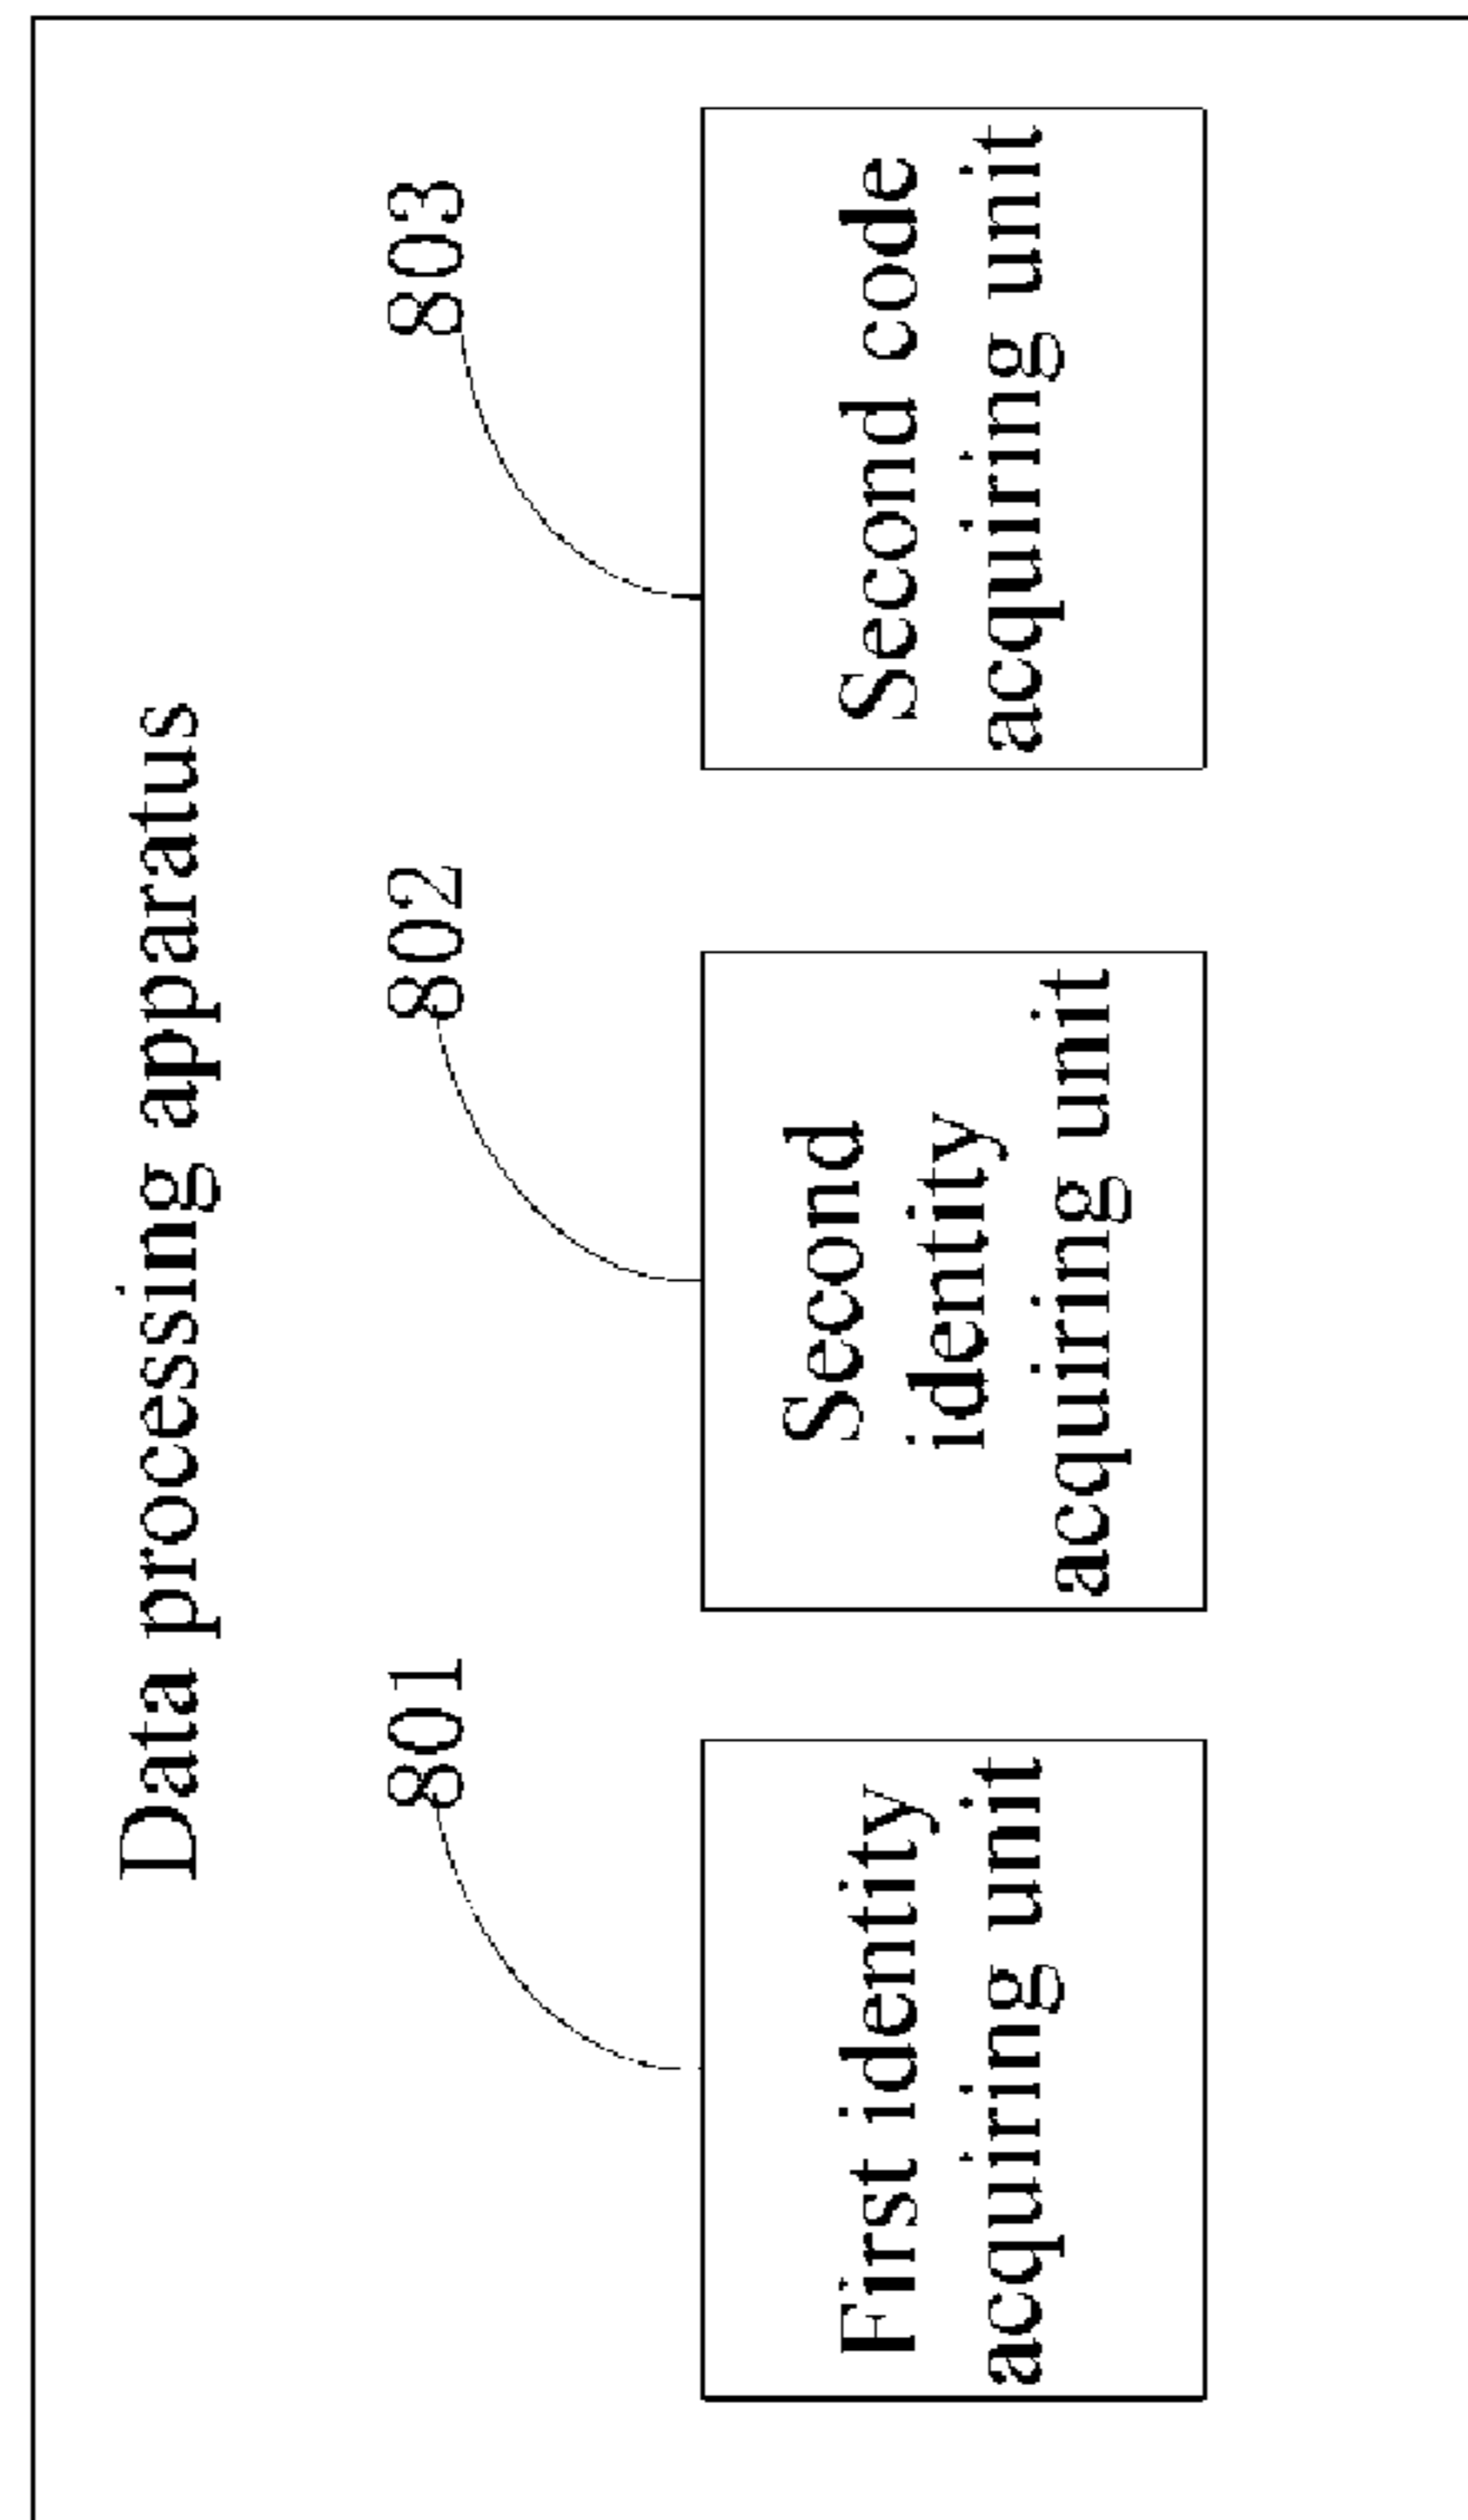 Data processing apparatus
801
802
803
First identity
acquiring unit
Second
identity
acquiring unit
Second code
acquiring unit